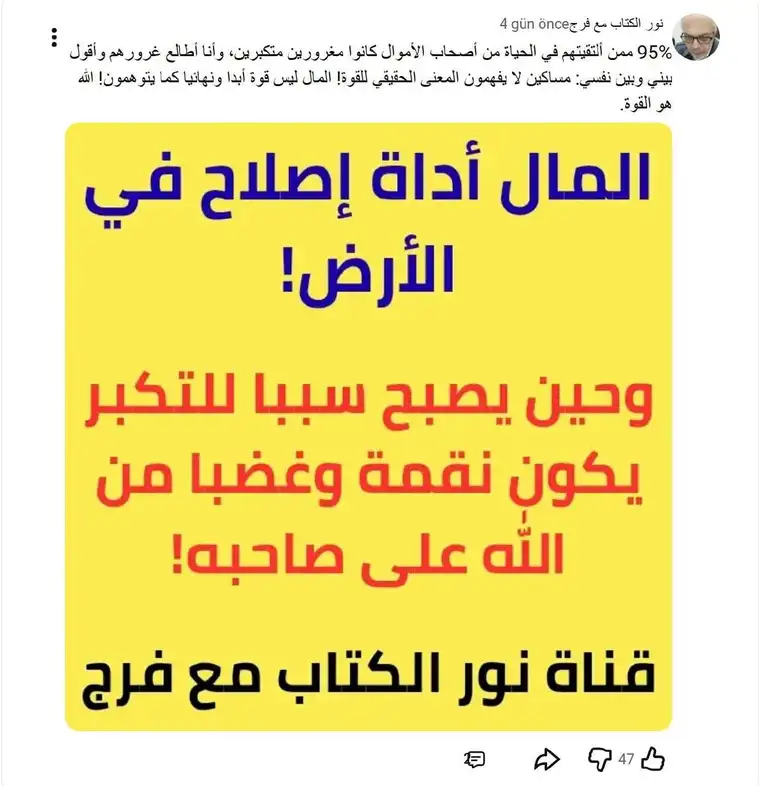 نور الكتاب مع فرج 4 gün önce
95% ممن ألتقيتهم في الحياة من أصحاب الأموال كانوا مغرورين متكبرين، وأنا أطالع غرورهم وأقول
بيني وبين نفسي: مساكين لا يفهمون المعنى الحقيقي للقوة! المال ليس قوة أبدا ونهائيا كما يتوهمون! الله
هو القوة.
المال أداة إصلاح في
الأرض!
وحين يصبح سببا للتكبر
يكون نقمة وغضبا من
الله على صاحبه!
قناة نور الكتاب مع فرج
47
2